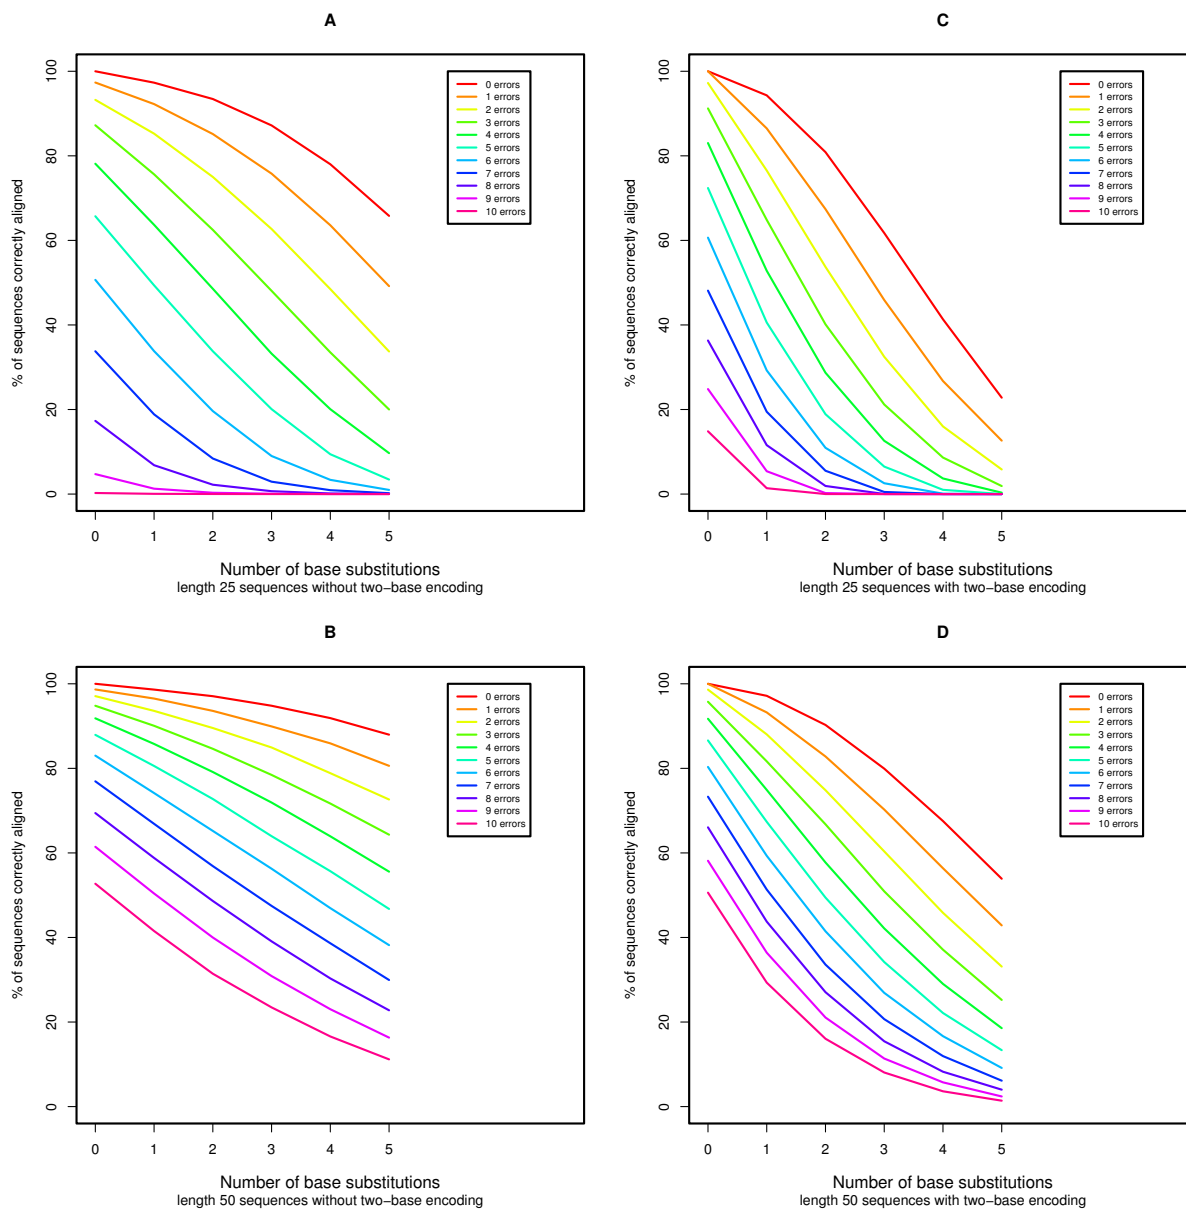 A
% of sequences correctly aligned
100
80
60
40
20
0
0 errors
1 errors
2 errors
3 errors
4 errors
5 errors
6 errors
7 errors
8 errors
9 errors
10 errors
0 1 2 3 4 5
Number of base substitutions
length 25 sequences without two-base encoding
C
% of sequences correctly aligned
100
80
60
40
20
0
0 errors
1 errors
2 errors
3 errors
4 errors
5 errors
6 errors
7 errors
8 errors
9 errors
10 errors
0 1 2 3 4 5
Number of base substitutions
length 25 sequences with two-base encoding
B
% of sequences correctly aligned
100
80
60
40
20
0
0 errors
1 errors
2 errors
3 errors
4 errors
5 errors
6 errors
7 errors
8 errors
9 errors
10 errors
0 1 2 3 4 5
Number of base substitutions
length 50 sequences without two-base encoding
D
% of sequences correctly aligned
100
80
60
40
20
0
0 errors
1 errors
2 errors
3 errors
4 errors
5 errors
6 errors
7 errors
8 errors
9 errors
10 errors
0 1 2 3 4 5
Number of base substitutions
length 50 sequences with two-base encoding